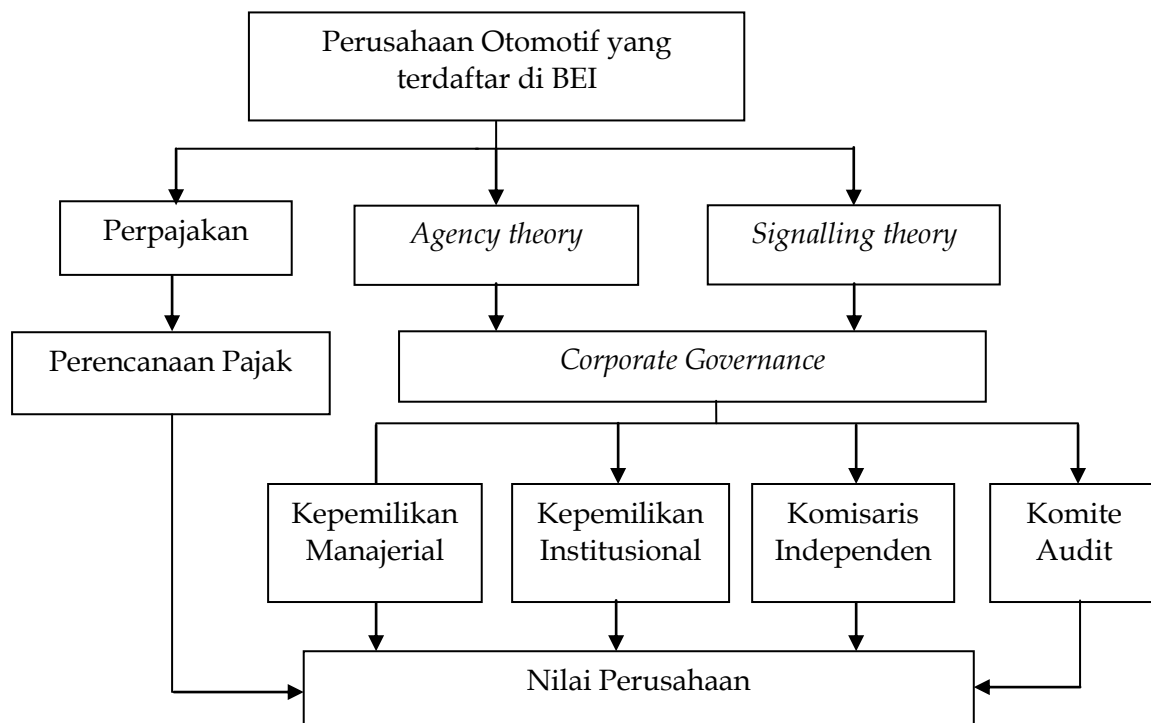 Perusahaan Otomotif yang
terdaftar di BEI
Perpajakan
Agency theory
Signalling theory
Perencanaan Pajak
Corporate Governance
Kepemilikan
Manajerial
Kepemilikan
Institusional
Komisaris
Independen
Komite
Audit
Nilai Perusahaan